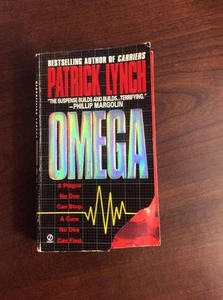 BESTSELLING AUTHOR OF CARRIERS
PATRICK LYNCH
"THE SUSPENSE BUILDS AND BUILDS...TERRIFYING."
—PHILLIP MARGOLIN
OMEGA
A Plague
No One
Can Stop.
A Cure
No One
Can Find.